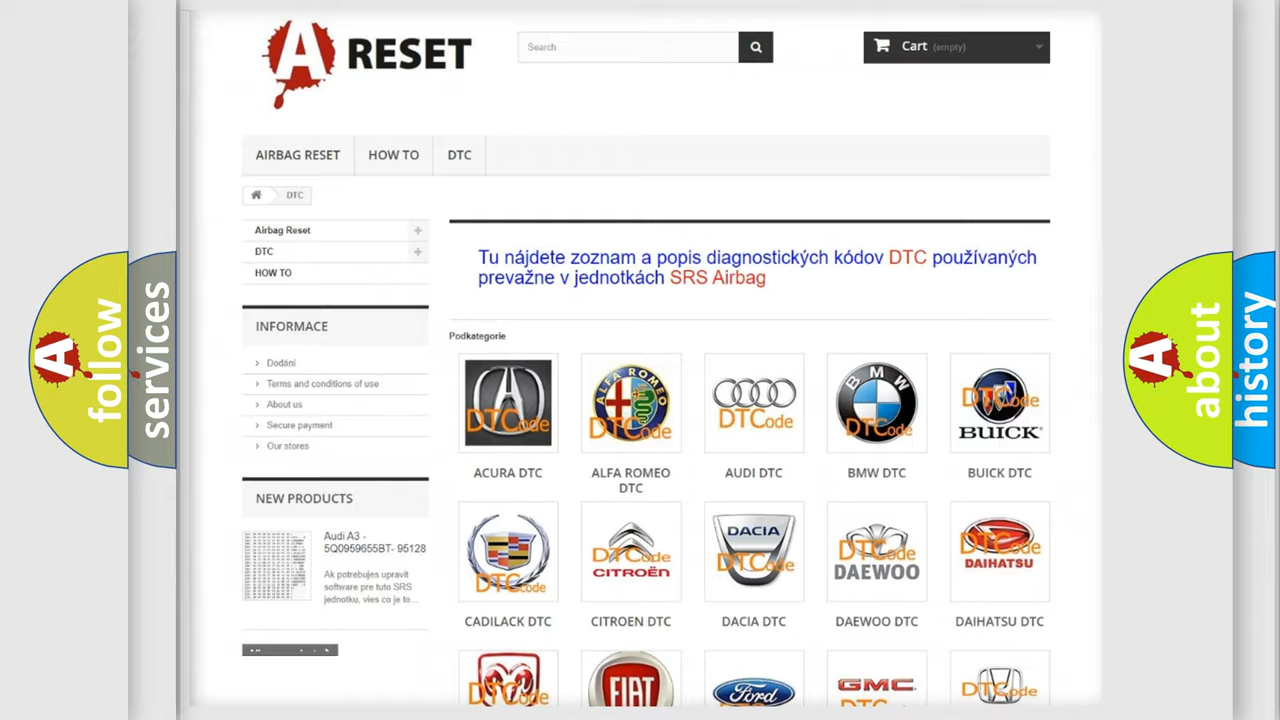 A RESET
Search
Cart (empty)
AIRBAG RESET
HOW TO
DTC
DTC
Airbag Reset
DTC
HOW TO
INFORMACE
Dodání
Terms and conditions of use
About us
Secure payment
Our stores
NEW PRODUCTS
Audi A3 -
5Q0959655BT- 95128
Ak potrebujes upravit
software pre tuto SRS
jednotku, vies co je to...
Tu nájdete zoznam a popis diagnostických kódov DTC používaných
prevažne v jednotkách SRS Airbag
Podkategorie
DTCode
ALFA ROMEO
DTCode
DTCode
BMW
DTCode
DTCode
BUICK
ACURA DTC
ALFA ROMEO
DTC
AUDI DTC
BMW DTC
BUICK DTC
DTCode
DTCode
CITROËN
DACIA
DTCode
DTCode
DAEWOO
DTCode
DAIHATSU
CADILACK DTC
CITROEN DTC
DACIA DTC
DAEWOO DTC
DAIHATSU DTC
DTCode
FIAT
Ford
GMC
DTCode
A follow
services
A about
history